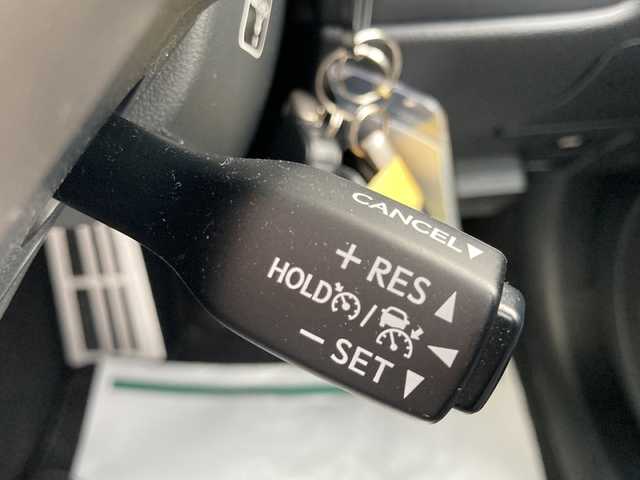 CANCEL▼
+ RES ▲
HOLD / ◀
− SET ▼